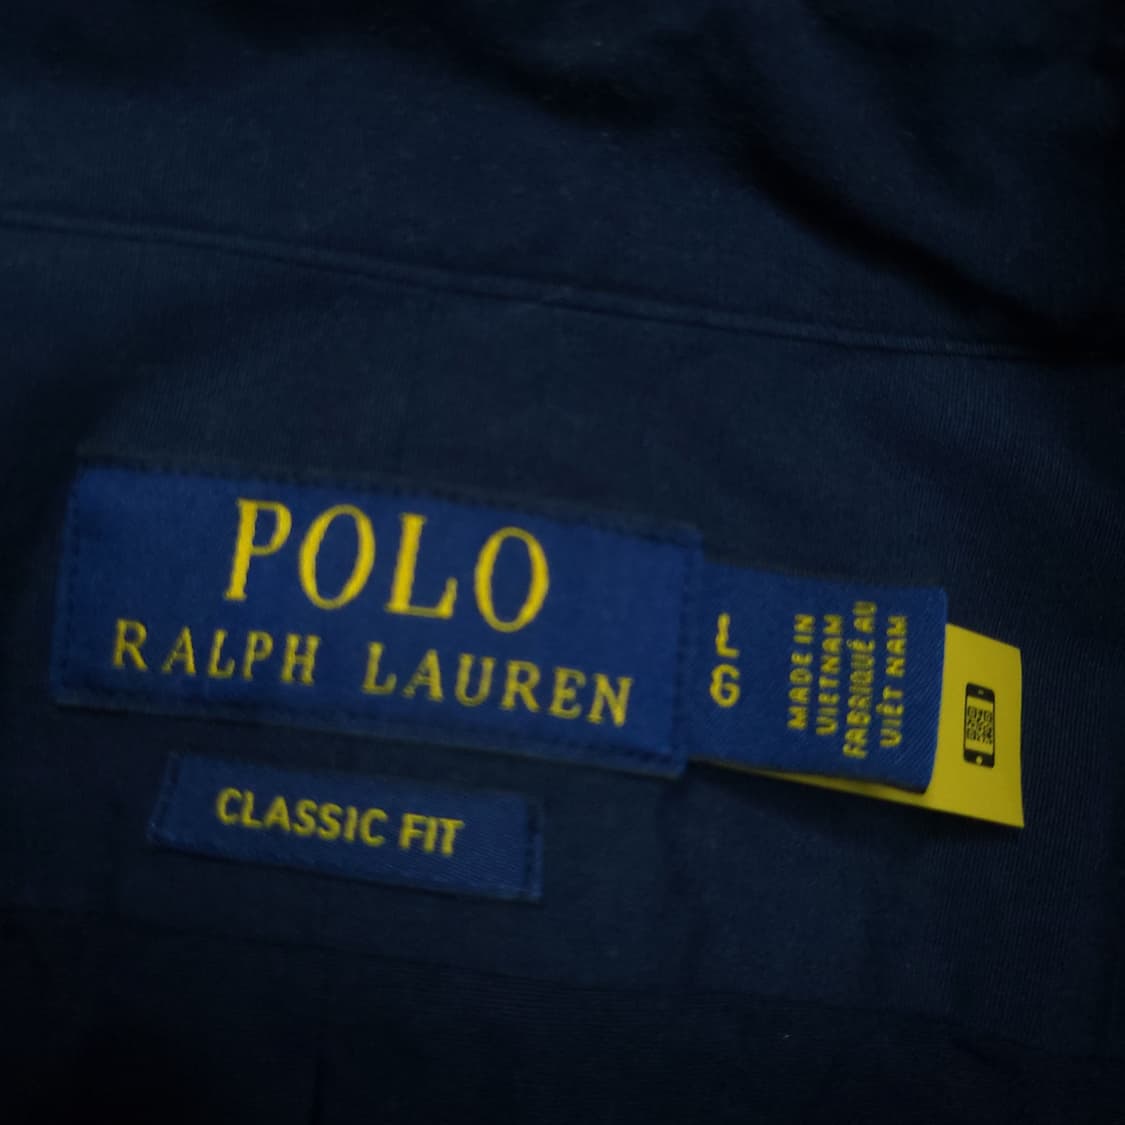 POLO
RALPH LAUREN
L
G
MADE IN
VIETNAM
FABRIQUÉ AU
VIÊT NAM
CLASSIC FIT